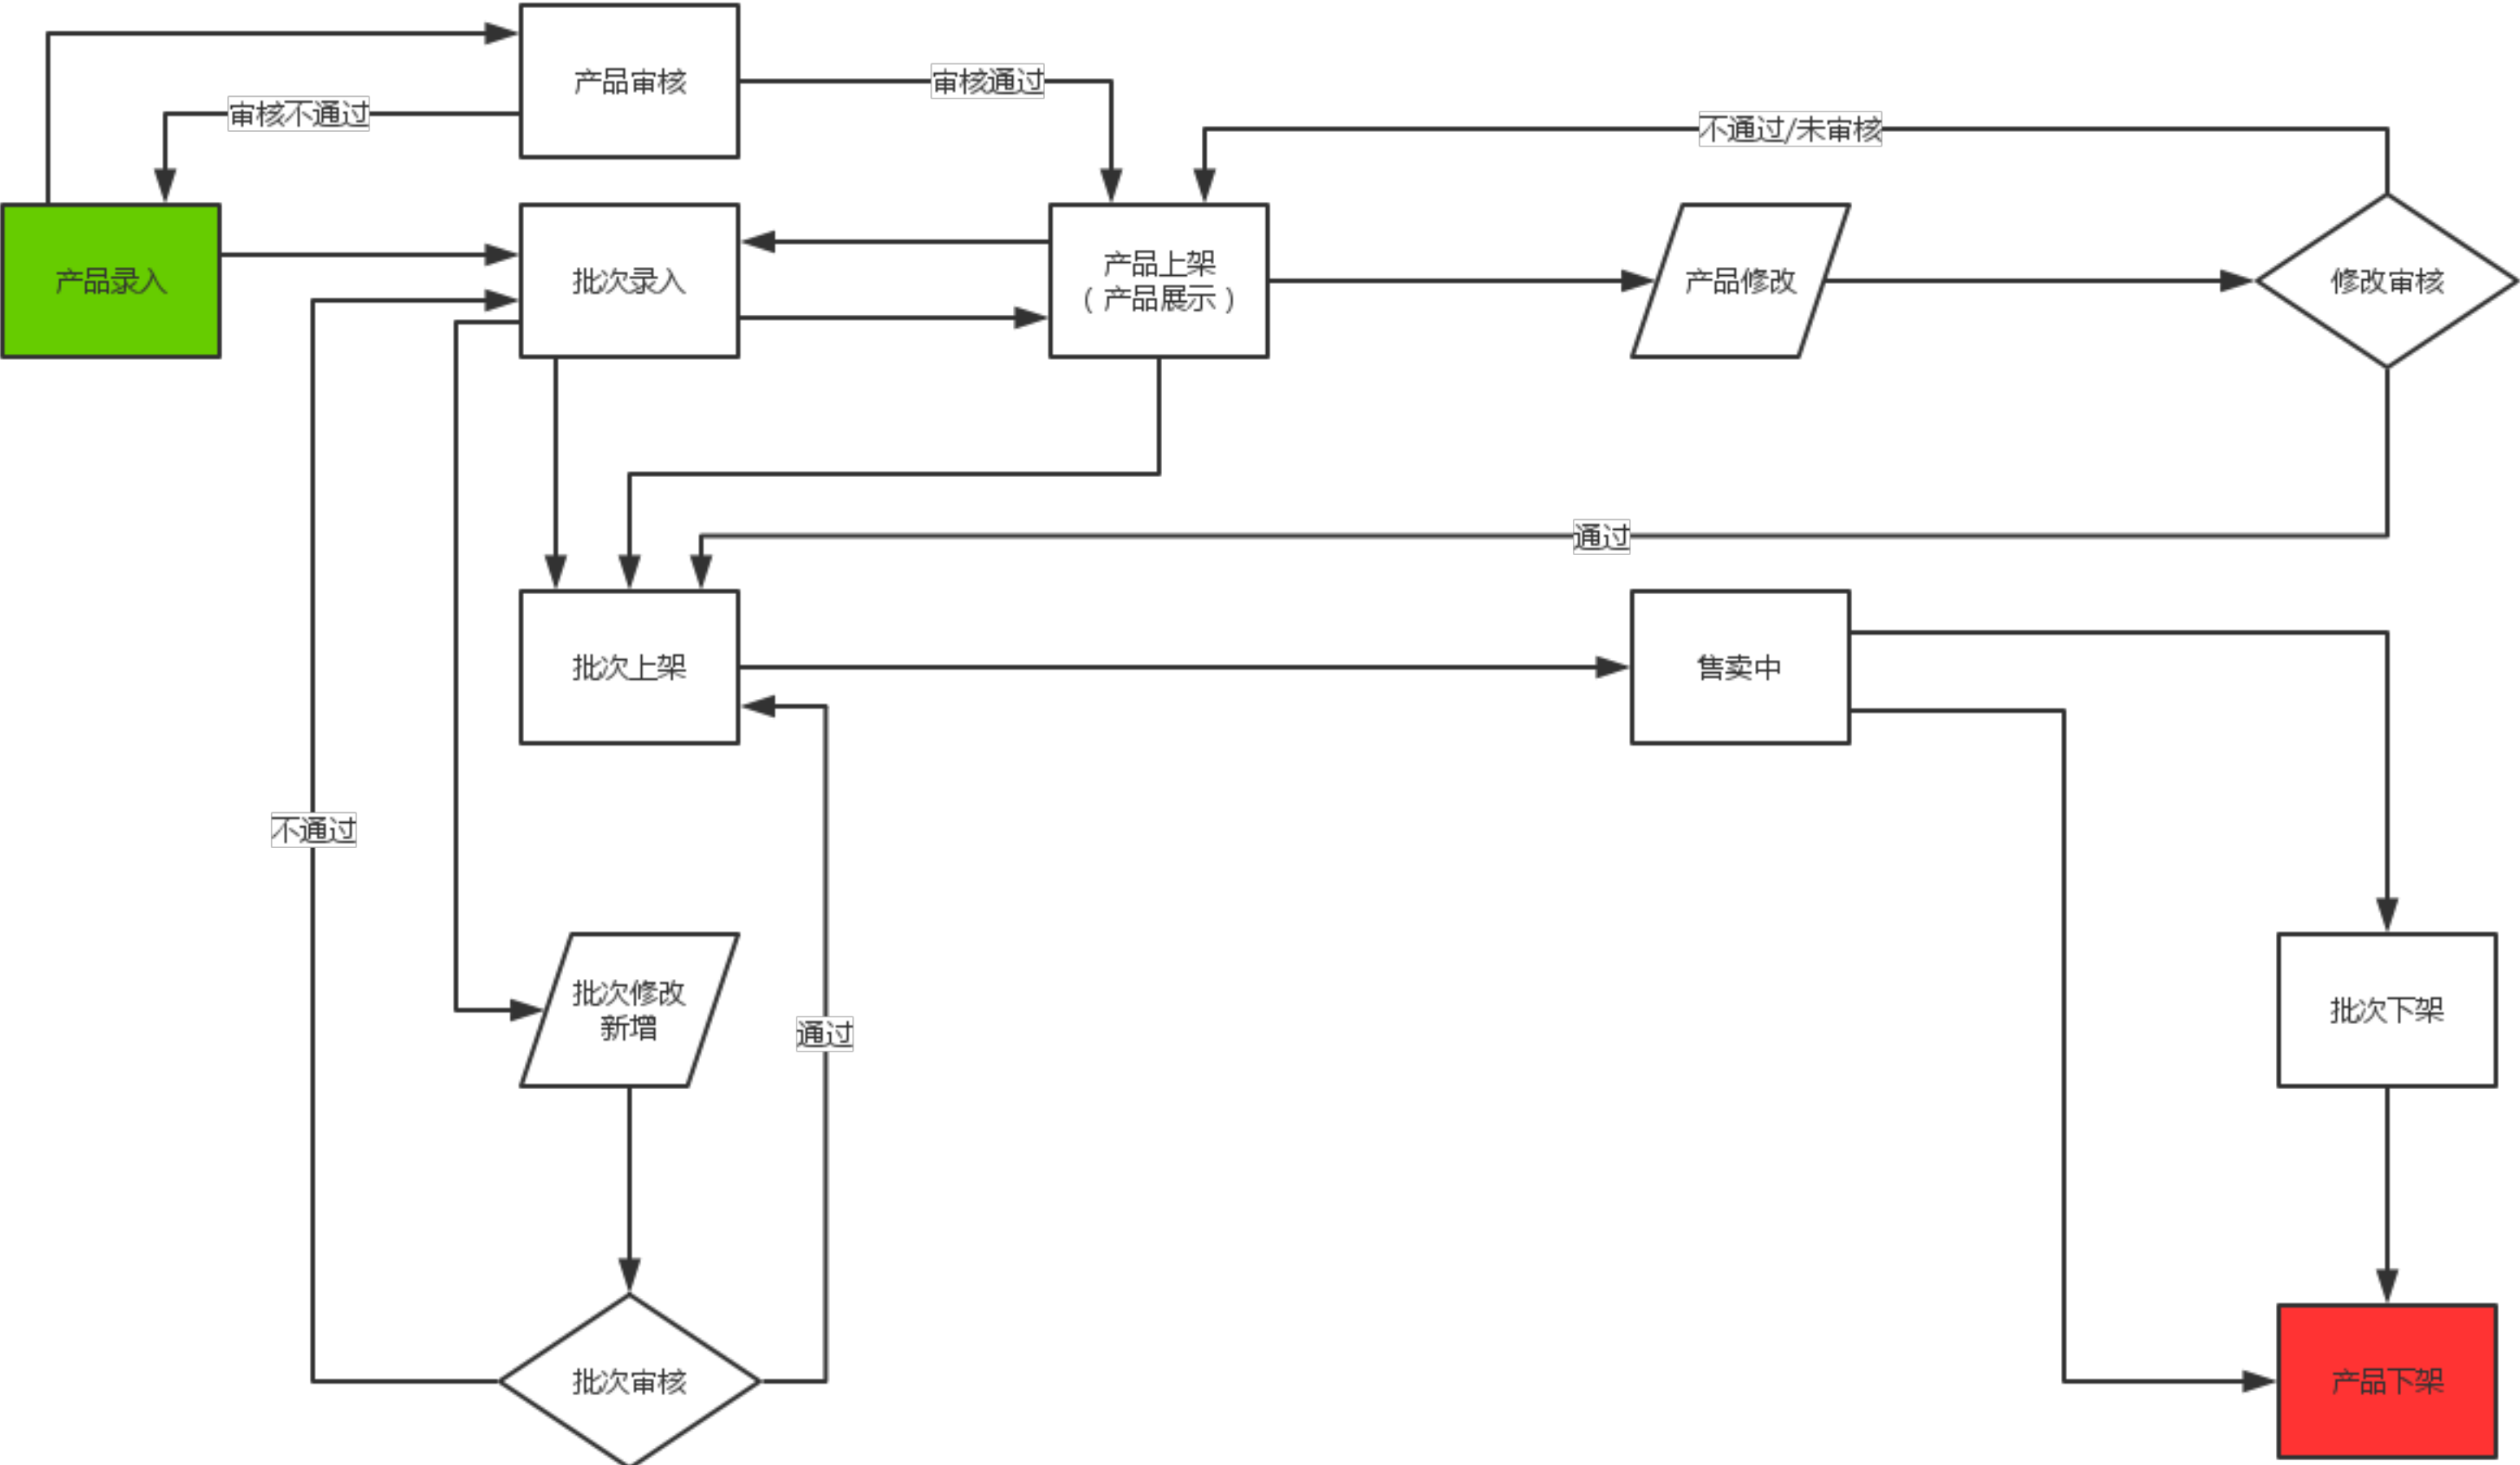 产品审核
审核通过
审核不通过
不通过/未审核
产品录入
批次录入
产品上架
（产品展示）
产品修改
修改审核
通过
批次上架
售卖中
不通过
批次修改
新增
通过
批次下架
批次审核
产品下架